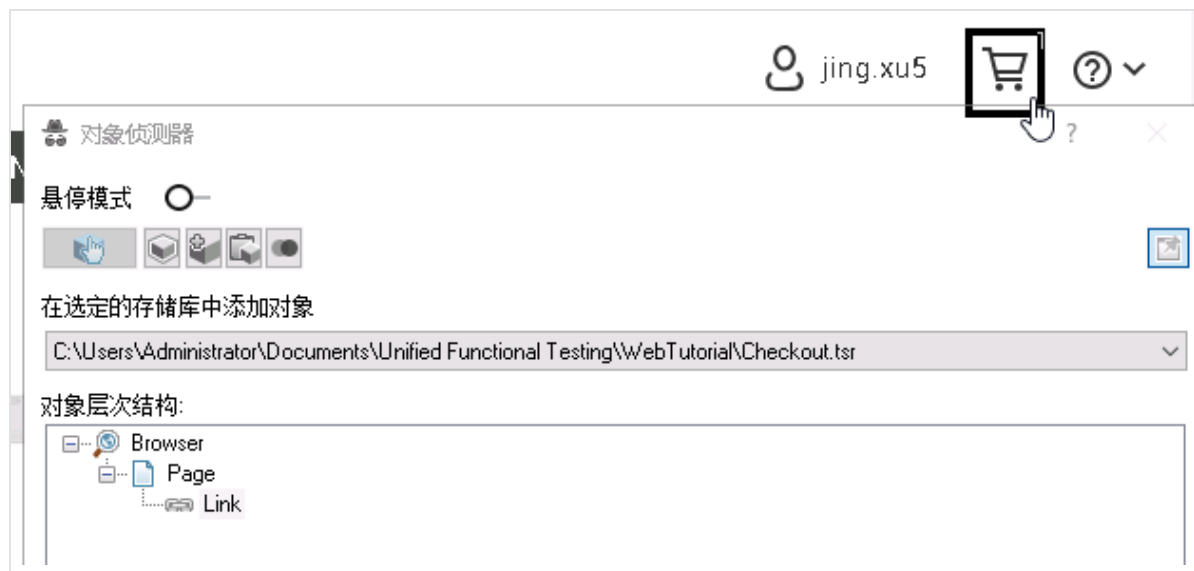 jing.xu5
对象侦测器
?
悬停模式
在选定的存储库中添加对象
C:\Users\Administrator\Documents\Unified Functional Testing\WebTutorial\Checkout.tsr
对象层次结构:
Browser
Page
Link